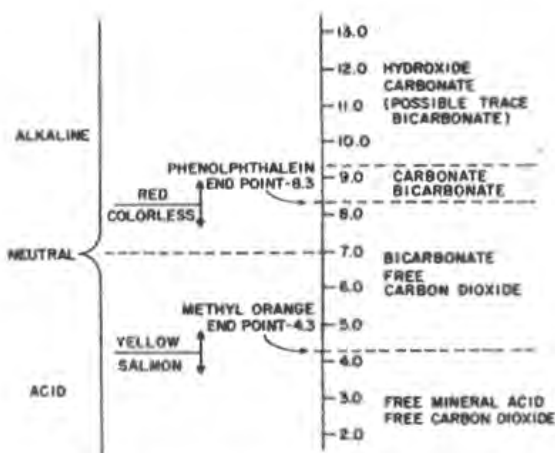 13.0
12.0 HYDROXIDE
CARBONATE
11.0 (POSSIBLE TRACE
BICARBONATE)
ALKALINE
10.0
PHENOLPHTHALEIN
END POINT-8.3
9.0 CARBONATE
BICARBONATE
RED
COLORLESS
8.0
NEUTRAL
7.0 BICARBONATE
FREE
6.0 CARBON DIOXIDE
METHYL ORANGE
END POINT-4.3
5.0
YELLOW
SALMON
4.0
ACID
3.0 FREE MINERAL ACID
FREE CARBON DIOXIDE
2.0